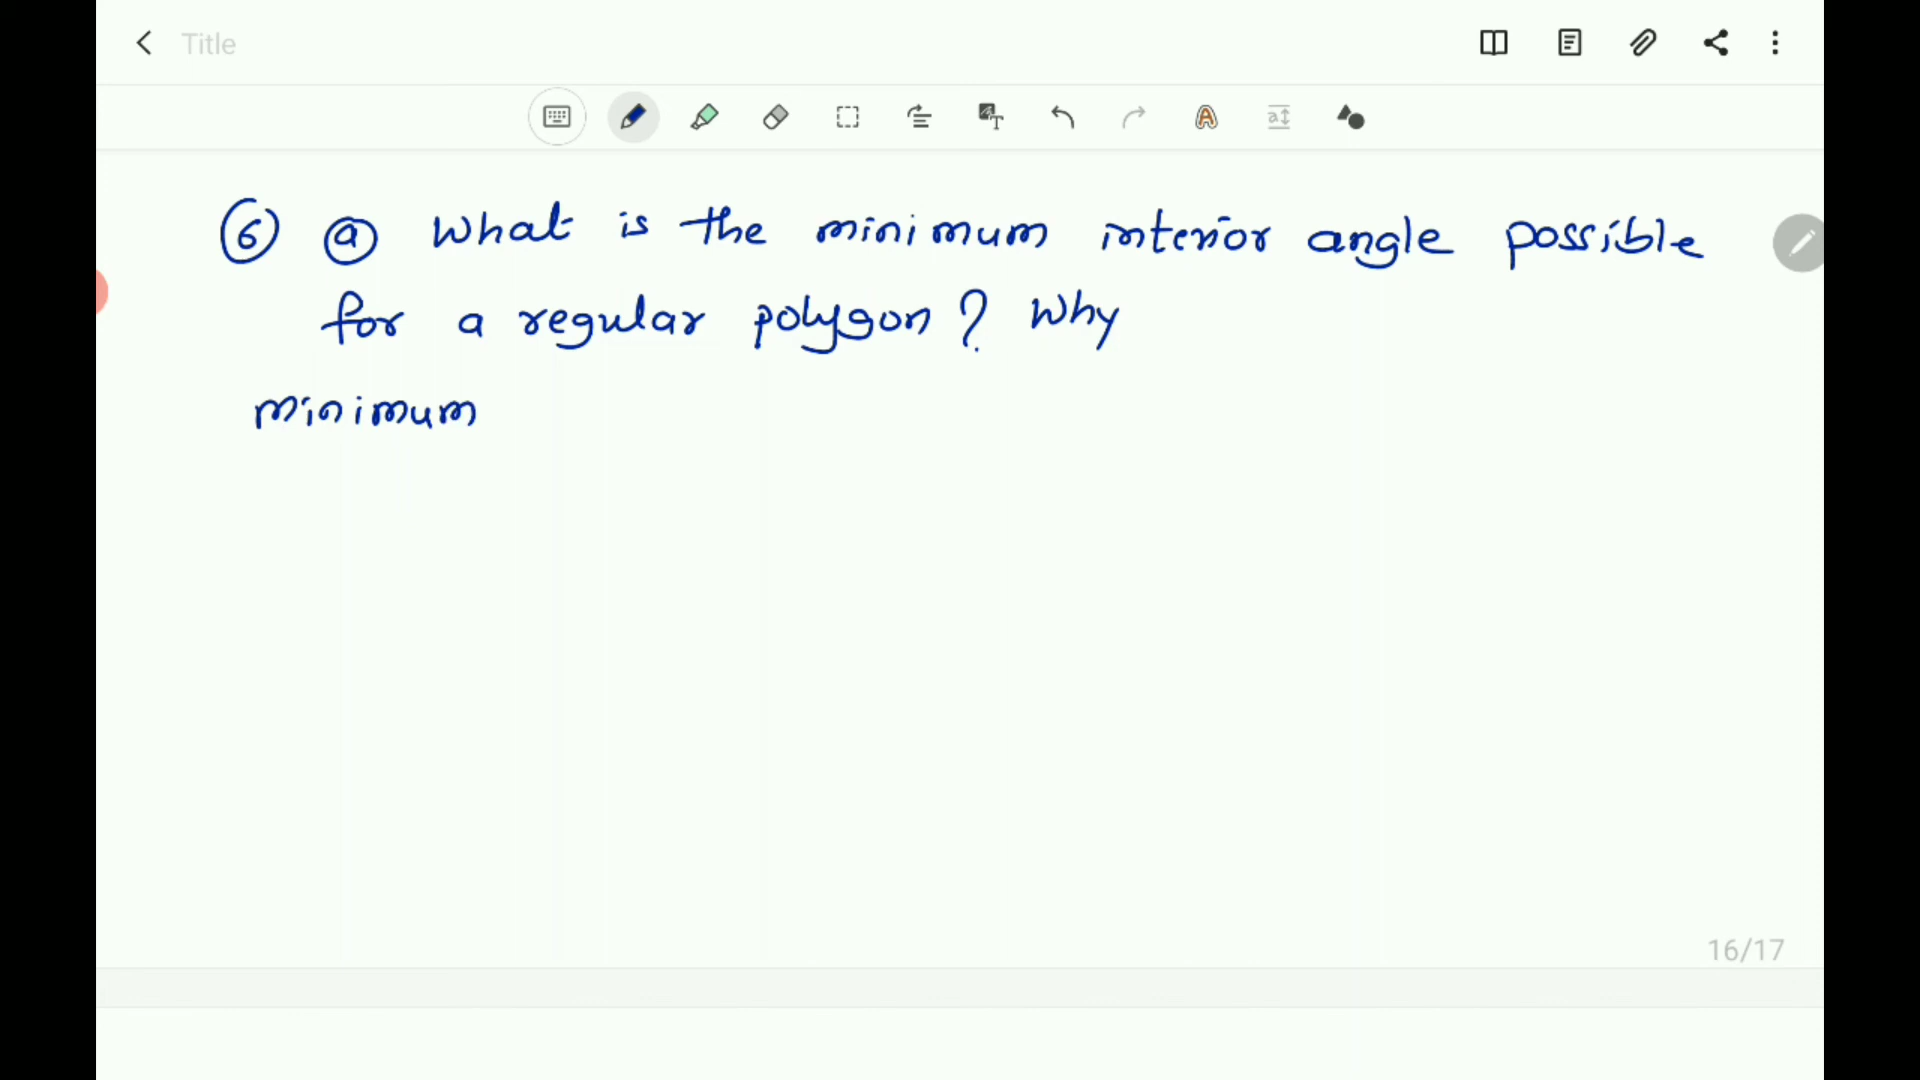 Title
6 a What is the minimum interior angle possible
for a regular polygon? Why
minimum
16/17